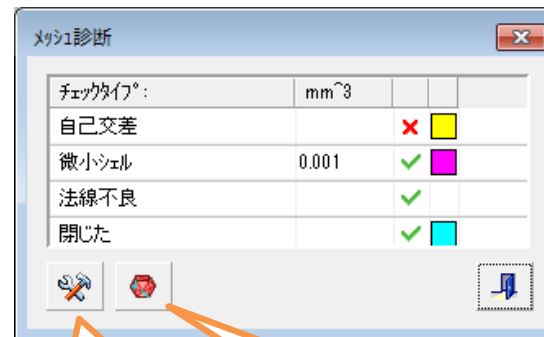 ﾒｯｼｭ診断
ﾁｪｯｸﾀｲﾌﾟ: mm^3
自己交差
微小ｼｪﾙ 0.001
法線不良
閉じた